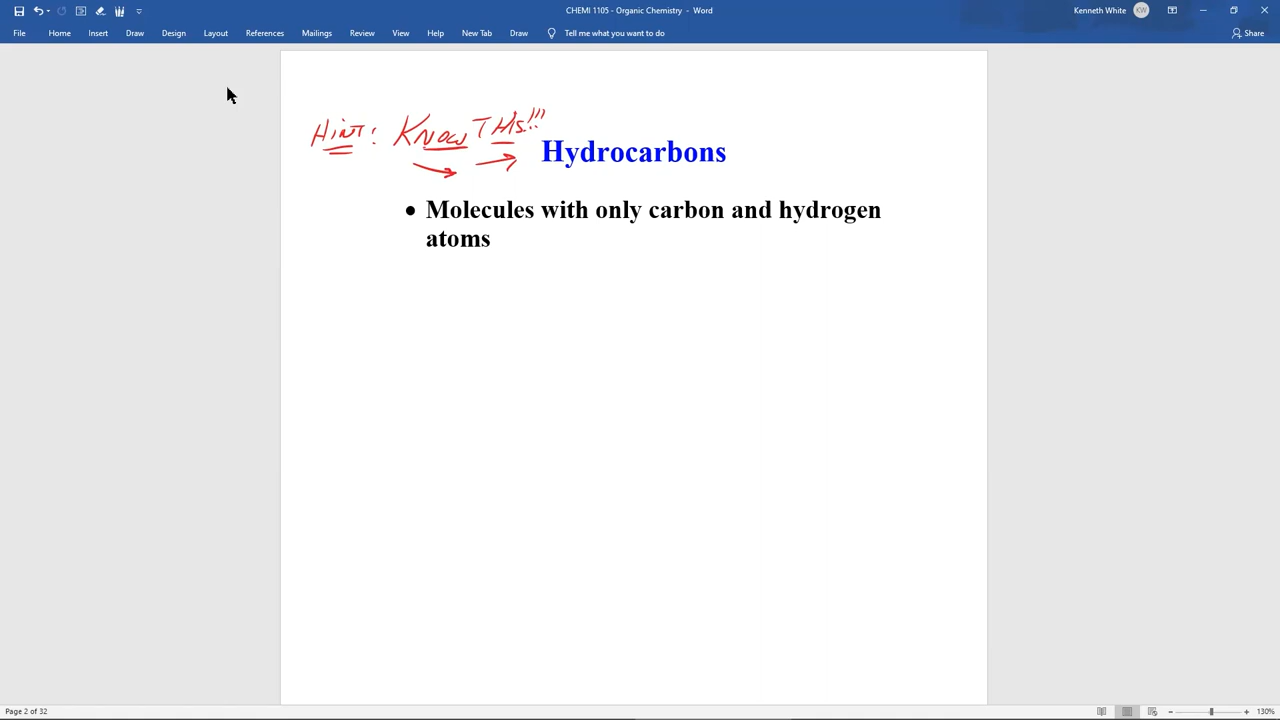 CHEMI 1105 - Organic Chemistry - Word
Kenneth White KW
File Home Insert Draw Design Layout References Mailings Review View Help New Tab Draw Tell me what you want to do Share
HINT: KNOW THIS!!!
Hydrocarbons
• Molecules with only carbon and hydrogen
atoms
Page 2 of 32
130%